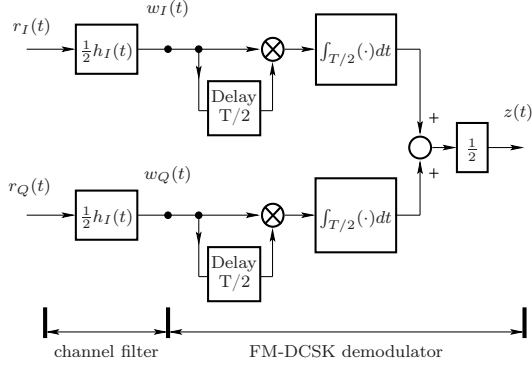 r_I(t)
w_I(t)
½h_I(t)
∫_{T/2}(·)dt
Delay
T/2
+
z(t)
½
+
r_Q(t)
w_Q(t)
½h_I(t)
∫_{T/2}(·)dt
Delay
T/2
channel filter
FM-DCSK demodulator